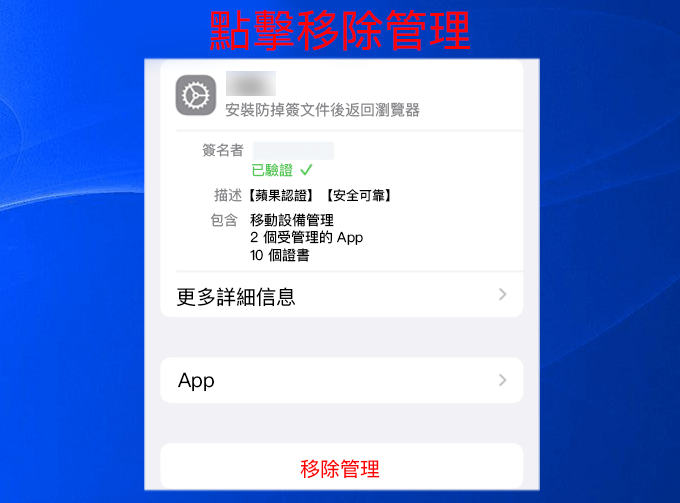 點擊移除管理
安裝防掉簽文件後返回瀏覽器
簽名者
已驗證 ✓
描述【蘋果認證】【安全可靠】
包含 移動設備管理
2 個受管理的 App
10 個證書
更多詳細信息
App
移除管理